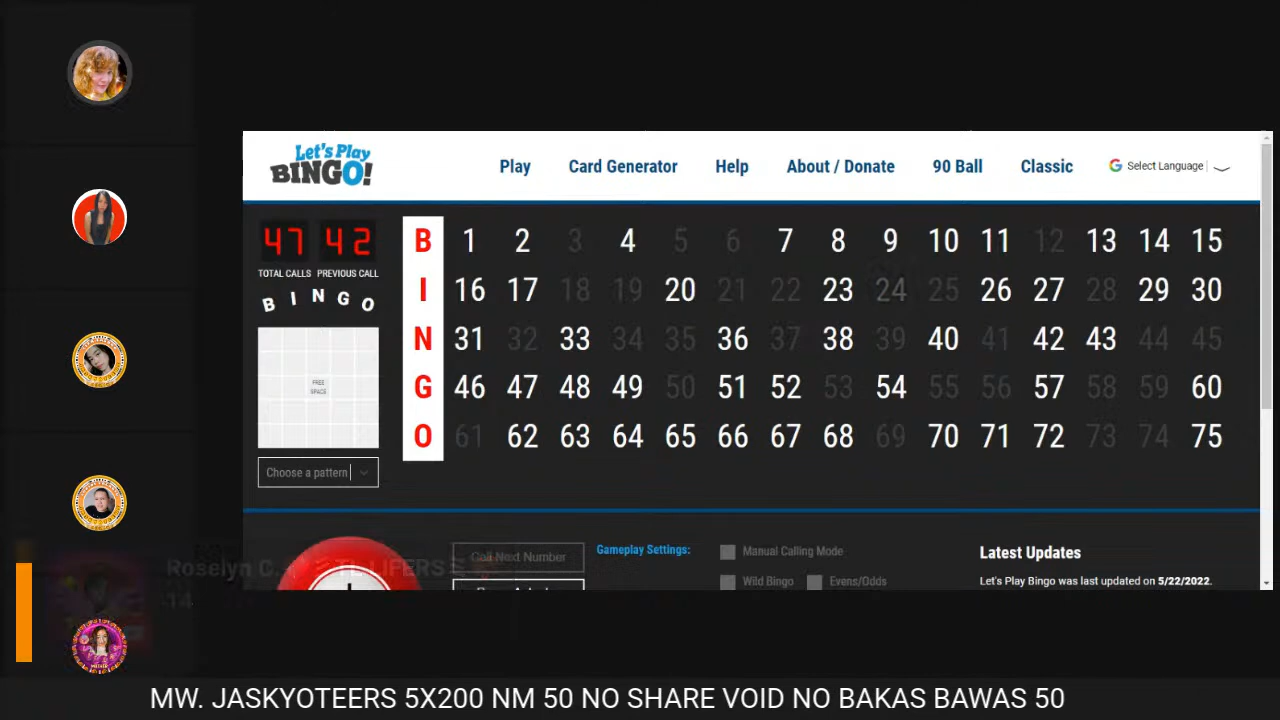 Let's Play
BINGO!
Play Card Generator Help About / Donate 90 Ball Classic Select Language
47 42
TOTAL CALLS PREVIOUS CALL
B I N G O
FREE
SPACE
Choose a pattern
B 1 2 3 4 5 6 7 8 9 10 11 12 13 14 15
I 16 17 18 19 20 21 22 23 24 25 26 27 28 29 30
N 31 32 33 34 35 36 37 38 39 40 41 42 43 44 45
G 46 47 48 49 50 51 52 53 54 55 56 57 58 59 60
O 61 62 63 64 65 66 67 68 69 70 71 72 73 74 75
Call Next Number
Gameplay Settings:
Manual Calling Mode
Wild Bingo Evens/Odds
Latest Updates
Let's Play Bingo was last updated on 5/22/2022.
Roselyn C. LIFERS
14
MW. JASKYOTEERS 5X200 NM 50 NO SHARE VOID NO BAKAS BAWAS 50